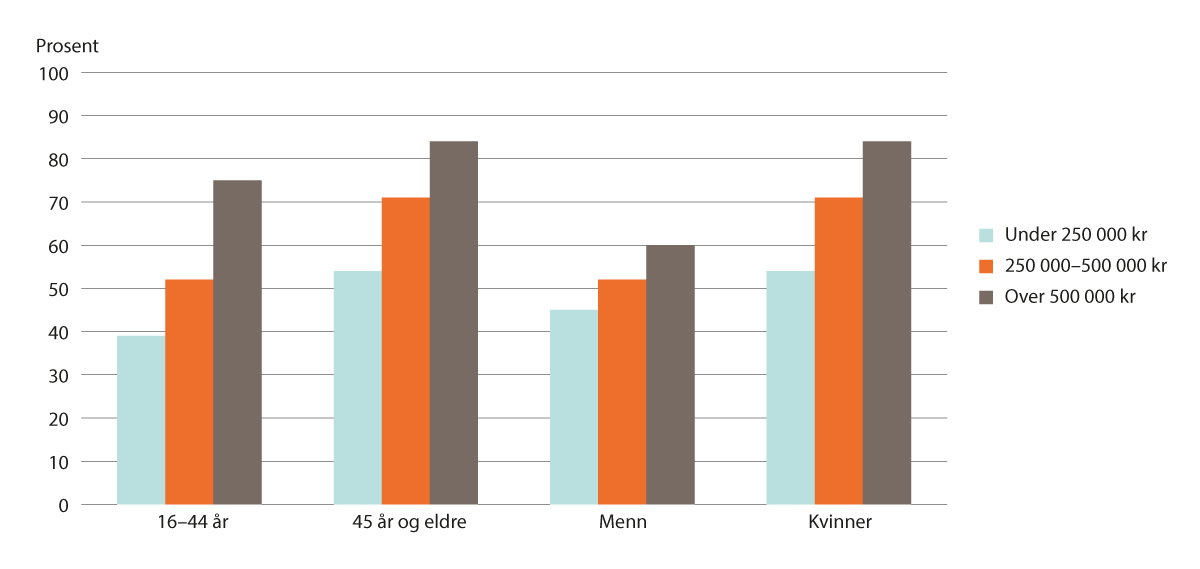 Prosent
100
90
80
70
60
50
40
30
20
10
0
16–44 år
45 år og eldre
Menn
Kvinner
Under 250 000 kr
250 000–500 000 kr
Over 500 000 kr